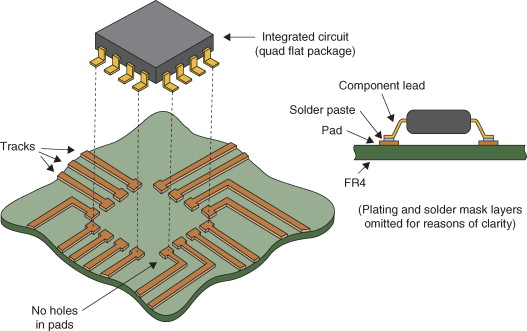 Integrated circuit
(quad flat package)
Component lead
Solder paste
Pad
Tracks
FR4
(Plating and solder mask layers
omitted for reasons of clarity)
No holes
in pads